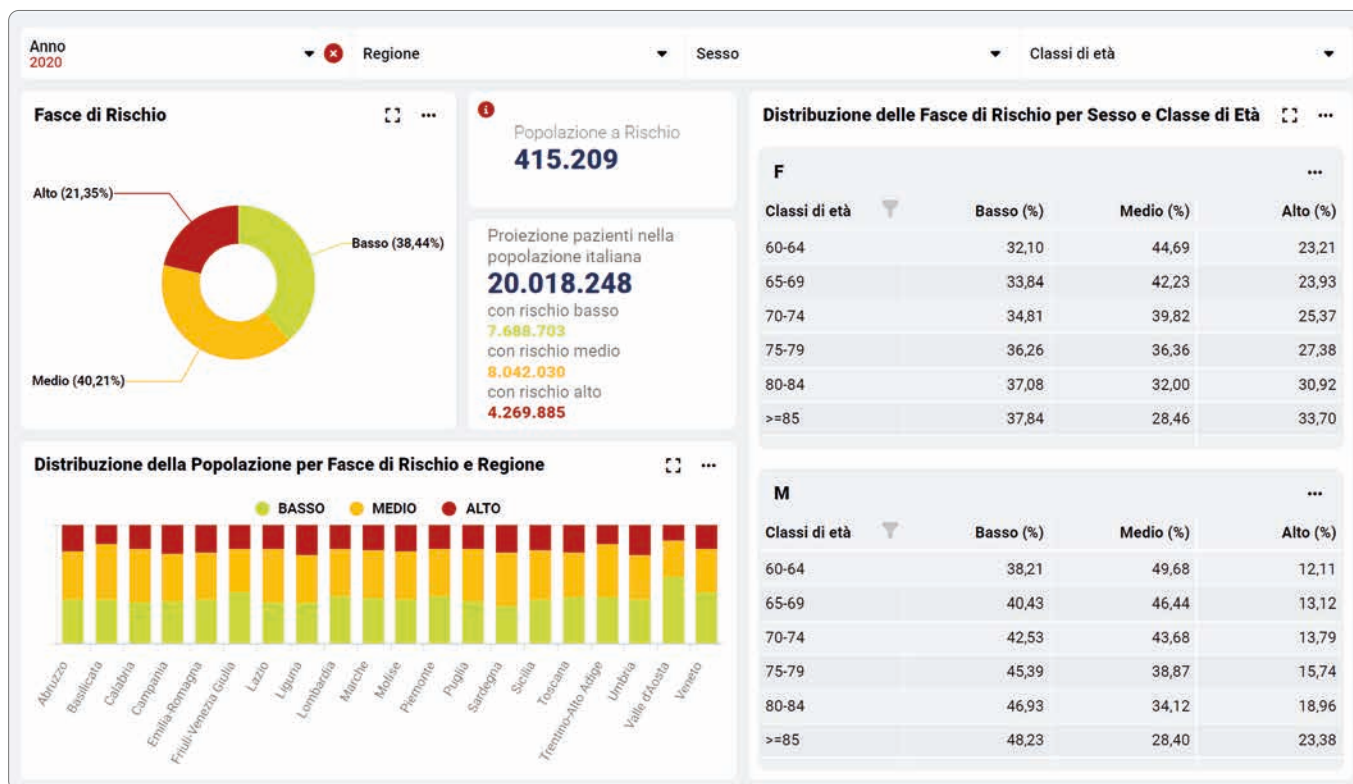 Anno
2020
Regione
Sesso
Classi di età
Fasce di Rischio
Alto (21,35%)
Basso (38,44%)
Medio (40,21%)
Popolazione a Rischio
415.209
Proiezione pazienti nella
popolazione italiana
20.018.248
con rischio basso
7.688.703
con rischio medio
8.042.030
con rischio alto
4.269.885
Distribuzione della Popolazione per Fasce di Rischio e Regione
BASSO MEDIO ALTO
Abruzzo
Basilicata
Calabria
Campania
Emilia-Romagna
Friuli-Venezia Giulia
Lazio
Liguria
Lombardia
Marche
Molise
Piemonte
Puglia
Sardegna
Sicilia
Toscana
Trentino-Alto Adige
Umbria
Valle d'Aosta
Veneto
Distribuzione delle Fasce di Rischio per Sesso e Classe di Età
F
Classi di età Basso (%) Medio (%) Alto (%)
60-64 32,10 44,69 23,21
65-69 33,84 42,23 23,93
70-74 34,81 39,82 25,37
75-79 36,26 36,36 27,38
80-84 37,08 32,00 30,92
>=85 37,84 28,46 33,70
M
Classi di età Basso (%) Medio (%) Alto (%)
60-64 38,21 49,68 12,11
65-69 40,43 46,44 13,12
70-74 42,53 43,68 13,79
75-79 45,39 38,87 15,74
80-84 46,93 34,12 18,96
>=85 48,23 28,40 23,38